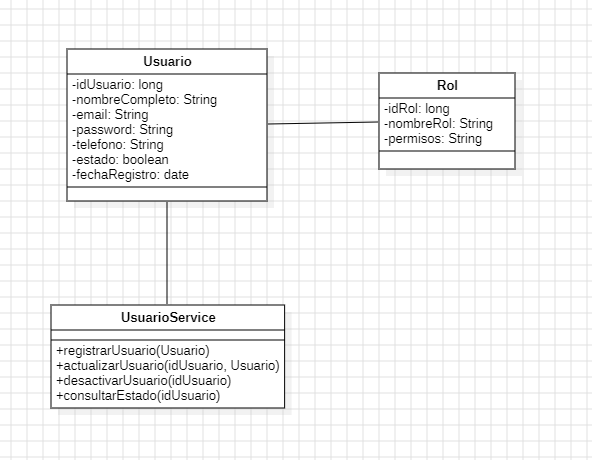 Usuario
-idUsuario: long
-nombreCompleto: String
-email: String
-password: String
-telefono: String
-estado: boolean
-fechaRegistro: date
Rol
-idRol: long
-nombreRol: String
-permisos: String
UsuarioService
+registrarUsuario(Usuario)
+actualizarUsuario(idUsuario, Usuario)
+desactivarUsuario(idUsuario)
+consultarEstado(idUsuario)